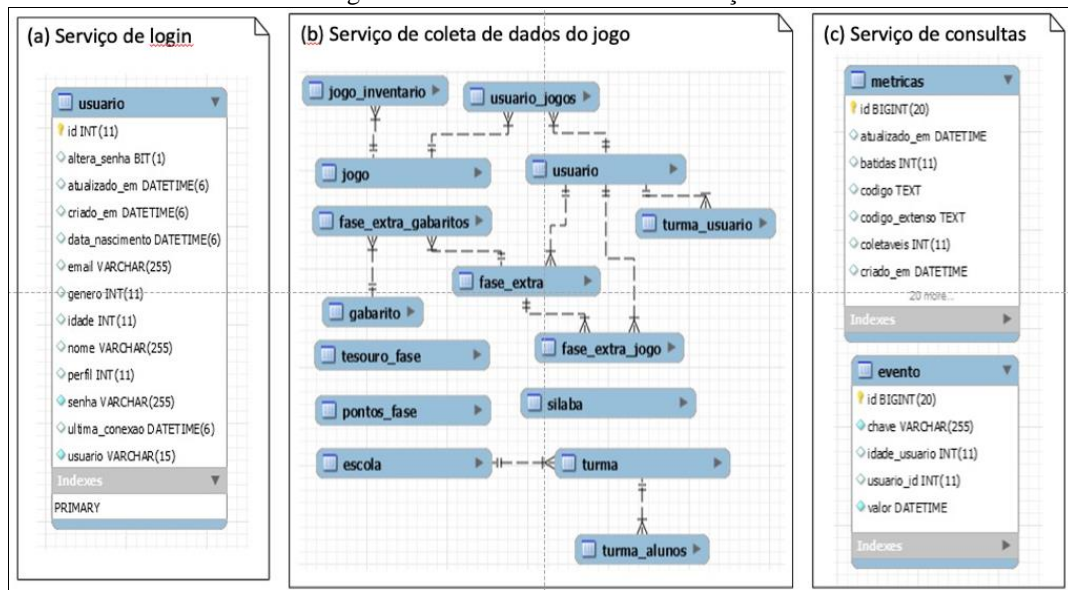 (a) Serviço de login
usuario
id INT(11)
altera_senha BIT(1)
atualizado_em DATETIME(6)
criado_em DATETIME(6)
data_nascimento DATETIME(6)
email VARCHAR(255)
genero INT(11)
idade INT(11)
nome VARCHAR(255)
perfil INT(11)
senha VARCHAR(255)
ultima_conexao DATETIME(6)
usuario VARCHAR(15)
Indexes
PRIMARY
(b) Serviço de coleta de dados do jogo
jogo_inventario
usuario_jogos
jogo
usuario
fase_extra_gabaritos
turma_usuario
fase_extra
gabarito
tesouro_fase
fase_extra_jogo
pontos_fase
silaba
escola
turma
turma_alunos
(c) Serviço de consultas
metricas
id BIGINT(20)
atualizado_em DATETIME
batidas INT(11)
codigo TEXT
codigo_extenso TEXT
coletaveis INT(11)
criado_em DATETIME
20 more...
Indexes
evento
id BIGINT(20)
chave VARCHAR(255)
idade_usuario INT(11)
usuario_id INT(11)
valor DATETIME
Indexes